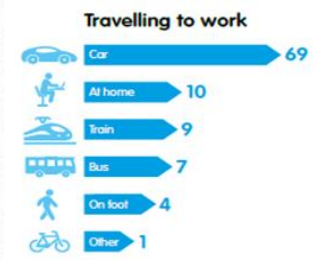 Travelling to work
Car 69
At home 10
Train 9
Bus 7
On foot 4
Other 1